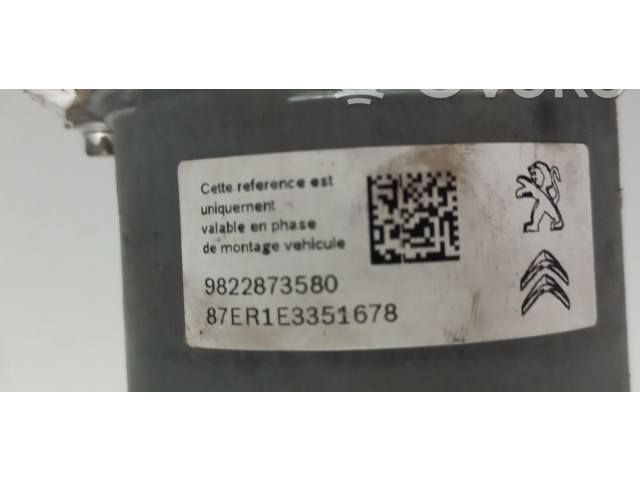 Cette reference est
uniquement
valable en phase
de montage vehicule
9822873580
87ER1E3351678